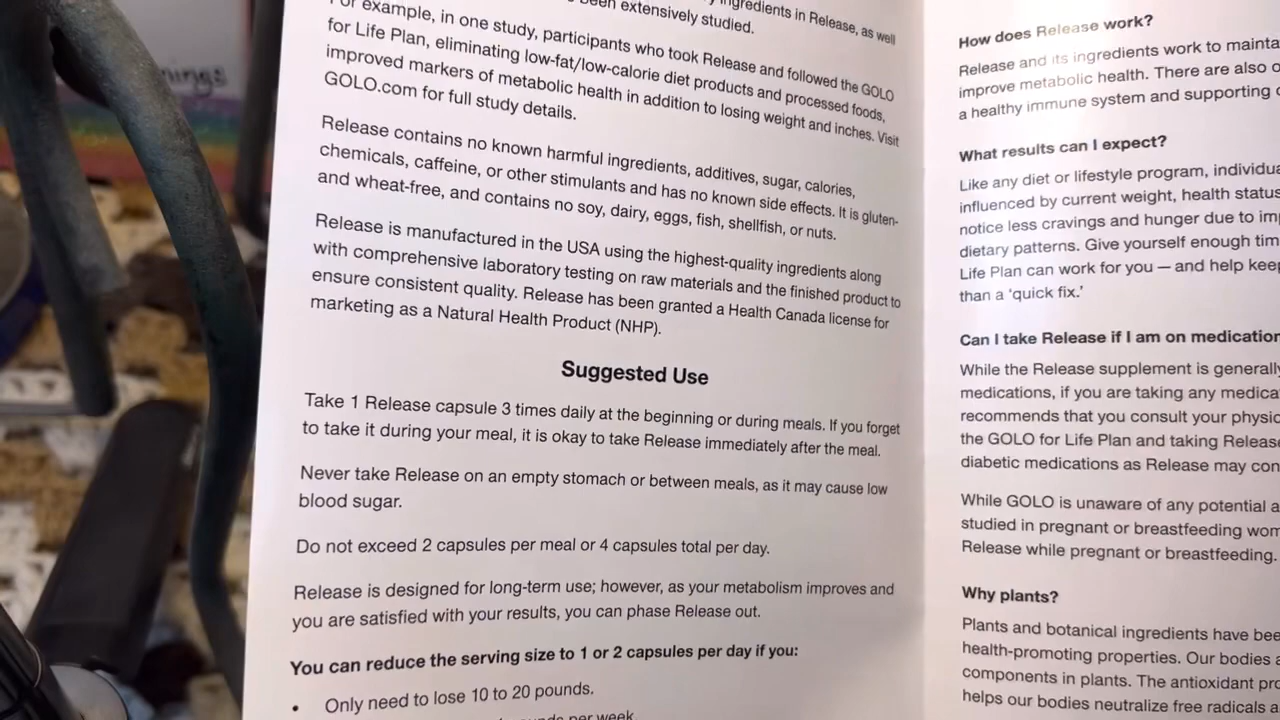 nings
ingredients in Release, as well
been extensively studied.
For example, in one study, participants who took Release and followed the GOLO
for Life Plan, eliminating low-fat/low-calorie diet products and processed foods,
improved markers of metabolic health in addition to losing weight and inches. Visit
GOLO.com for full study details.
Release contains no known harmful ingredients, additives, sugar, calories,
chemicals, caffeine, or other stimulants and has no known side effects. It is gluten-
and wheat-free, and contains no soy, dairy, eggs, fish, shellfish, or nuts.
Release is manufactured in the USA using the highest-quality ingredients along
with comprehensive laboratory testing on raw materials and the finished product to
ensure consistent quality. Release has been granted a Health Canada license for
marketing as a Natural Health Product (NHP).
Suggested Use
Take 1 Release capsule 3 times daily at the beginning or during meals. If you forget
to take it during your meal, it is okay to take Release immediately after the meal.
Never take Release on an empty stomach or between meals, as it may cause low
blood sugar.
Do not exceed 2 capsules per meal or 4 capsules total per day.
Release is designed for long-term use; however, as your metabolism improves and
you are satisfied with your results, you can phase Release out.
You can reduce the serving size to 1 or 2 capsules per day if you:
• Only need to lose 10 to 20 pounds.
per week
How does Release work?
Release and its ingredients work to mainta
improve metabolic health. There are also o
a healthy immune system and supporting
What results can I expect?
Like any diet or lifestyle program, individua
influenced by current weight, health status
notice less cravings and hunger due to im
dietary patterns. Give yourself enough tim
Life Plan can work for you — and help keep
than a ‘quick fix.’
Can I take Release if I am on medication
While the Release supplement is generally
medications, if you are taking any medica
recommends that you consult your physic
the GOLO for Life Plan and taking Release
diabetic medications as Release may con
While GOLO is unaware of any potential a
studied in pregnant or breastfeeding wom
Release while pregnant or breastfeeding.
Why plants?
Plants and botanical ingredients have bee
health-promoting properties. Our bodies a
components in plants. The antioxidant pro
helps our bodies neutralize free radicals a